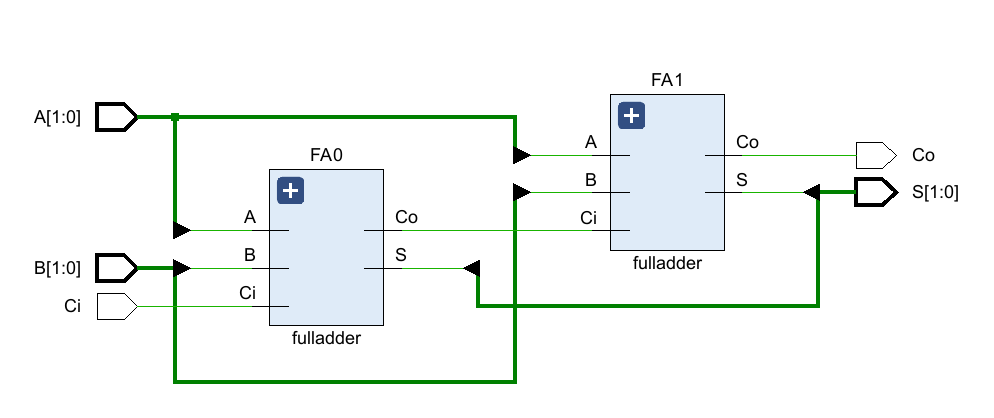 FA1
A[1:0]
A
Co
Co
FA0
B
S
S[1:0]
A
Co
Ci
B[1:0]
B
S
fulladder
Ci
Ci
fulladder